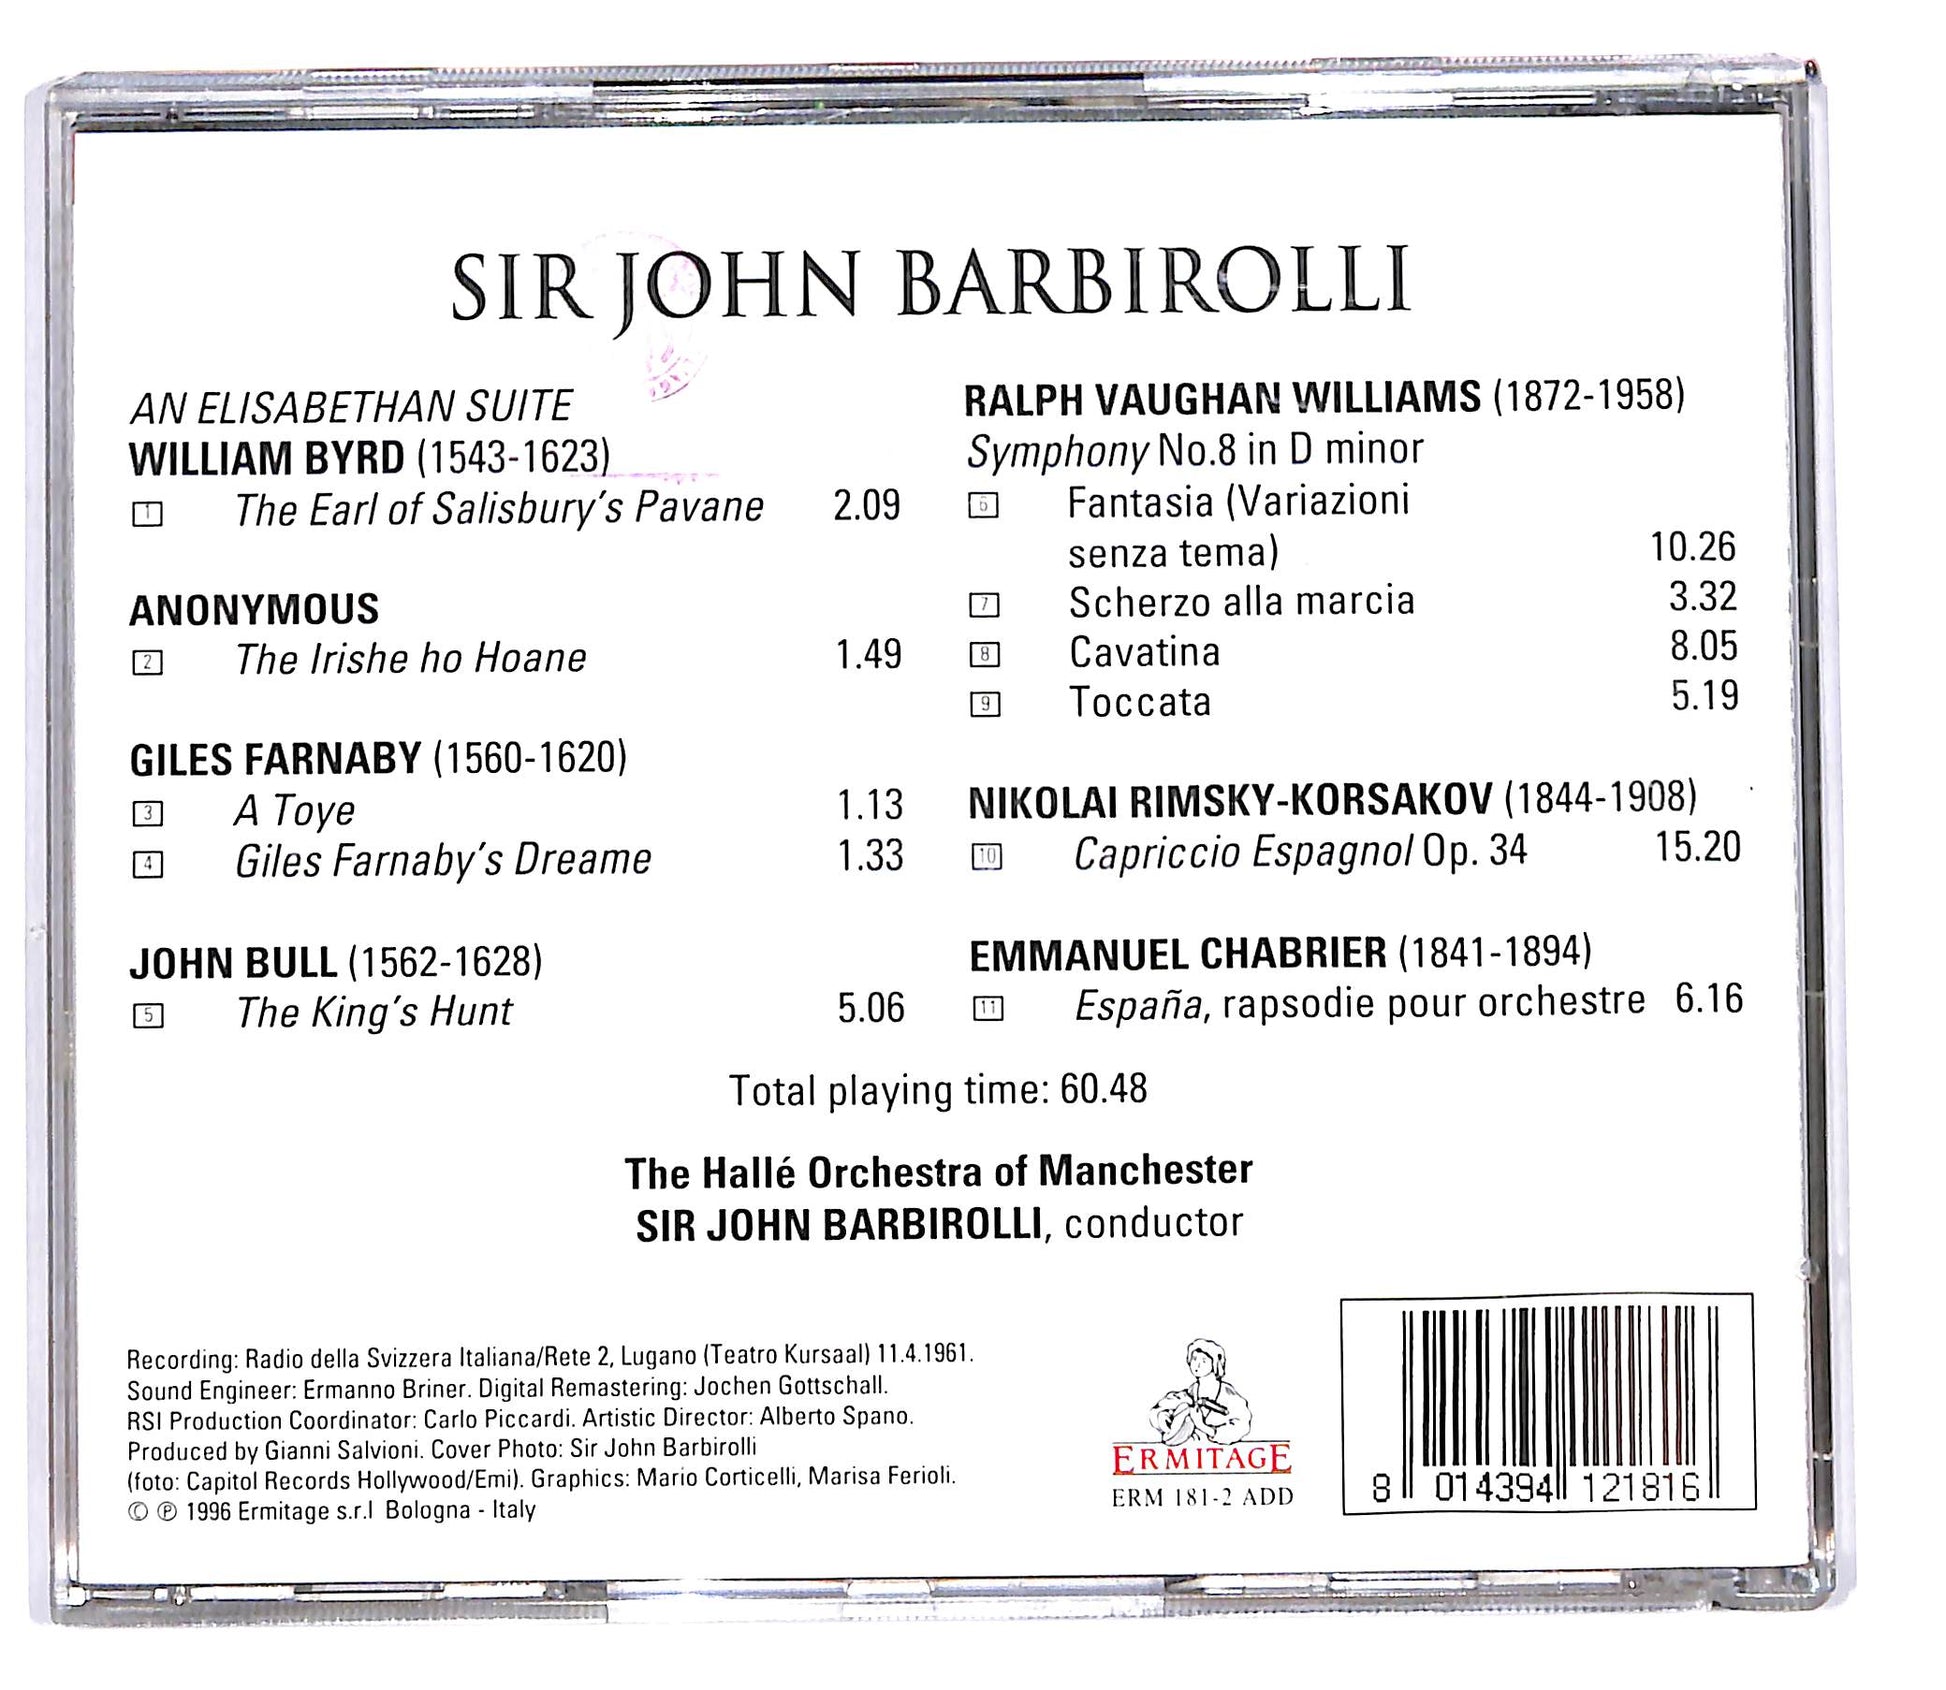 SIR JOHN BARBIROLLI
AN ELISABETHAN SUITE
WILLIAM BYRD (1543-1623)
1 The Earl of Salisbury's Pavane 2.09
ANONYMOUS
2 The Irishe ho Hoane 1.49
GILES FARNABY (1560-1620)
3 A Toye 1.13
4 Giles Farnaby's Dreame 1.33
JOHN BULL (1562-1628)
5 The King's Hunt 5.06
RALPH VAUGHAN WILLIAMS (1872-1958)
Symphony No.8 in D minor
6 Fantasia (Variazioni
senza tema) 10.26
7 Scherzo alla marcia 3.32
8 Cavatina 8.05
9 Toccata 5.19
NIKOLAI RIMSKY-KORSAKOV (1844-1908)
10 Capriccio Espagnol Op. 34 15.20
EMMANUEL CHABRIER (1841-1894)
11 España, rapsodie pour orchestre 6.16
Total playing time: 60.48
The Hallé Orchestra of Manchester
SIR JOHN BARBIROLLI, conductor
Recording: Radio della Svizzera Italiana/Rete 2, Lugano (Teatro Kursaal) 11.4.1961.
Sound Engineer: Ermanno Briner. Digital Remastering: Jochen Gottschall.
RSI Production Coordinator: Carlo Piccardi. Artistic Director: Alberto Spano.
Produced by Gianni Salvioni. Cover Photo: Sir John Barbirolli
(foto: Capitol Records Hollywood/Emi). Graphics: Mario Corticelli, Marisa Ferioli.
© ℗ 1996 Ermitage s.r.l Bologna - Italy
ERMITAGE
ERM 181-2 ADD
8 014394 121816